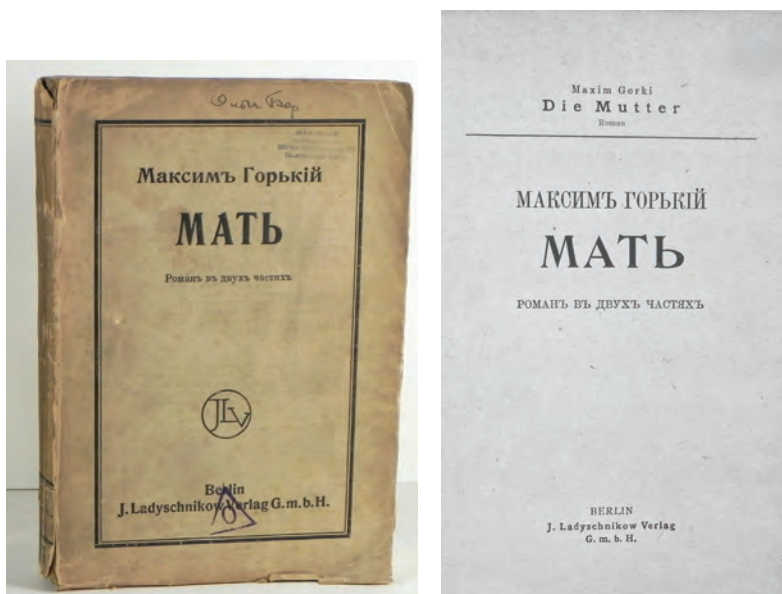 Максимъ Горькій
МАТЬ
Романъ въ двухъ частяхъ
JLV
Berlin
J. Ladyschnikow Verlag G. m. b. H.
Maxim Gorki
Die Mutter
Roman
МАКСИМЪ ГОРЬКІЙ
МАТЬ
РОМАНЪ ВЪ ДВУХЪ ЧАСТЯХЪ
BERLIN
J. Ladyschnikow Verlag
G. m. b. H.